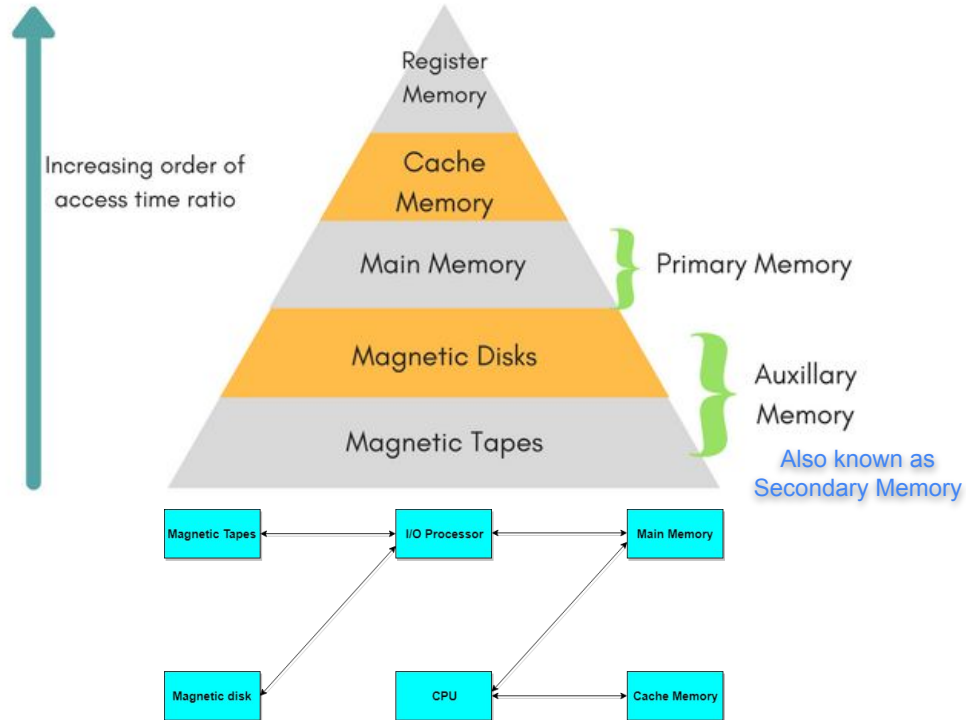 Register
Memory
Increasing order of
access time ratio
Cache
Memory
Main Memory
Primary Memory
Magnetic Disks
Auxillary
Memory
Magnetic Tapes
Also known as
Secondary Memory
Magnetic Tapes
I/O Processor
Main Memory
Magnetic disk
CPU
Cache Memory